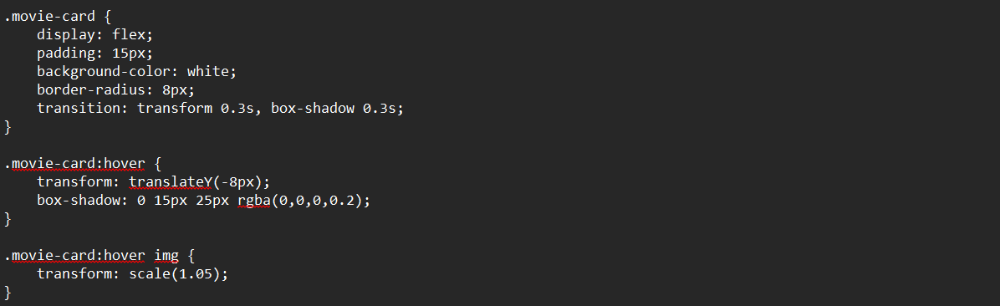 .movie-card {
    display: flex;
    padding: 15px;
    background-color: white;
    border-radius: 8px;
    transition: transform 0.3s, box-shadow 0.3s;
}
.movie-card:hover {
    transform: translateY(-8px);
    box-shadow: 0 15px 25px rgba(0,0,0,0.2);
}
.movie-card:hover img {
    transform: scale(1.05);
}